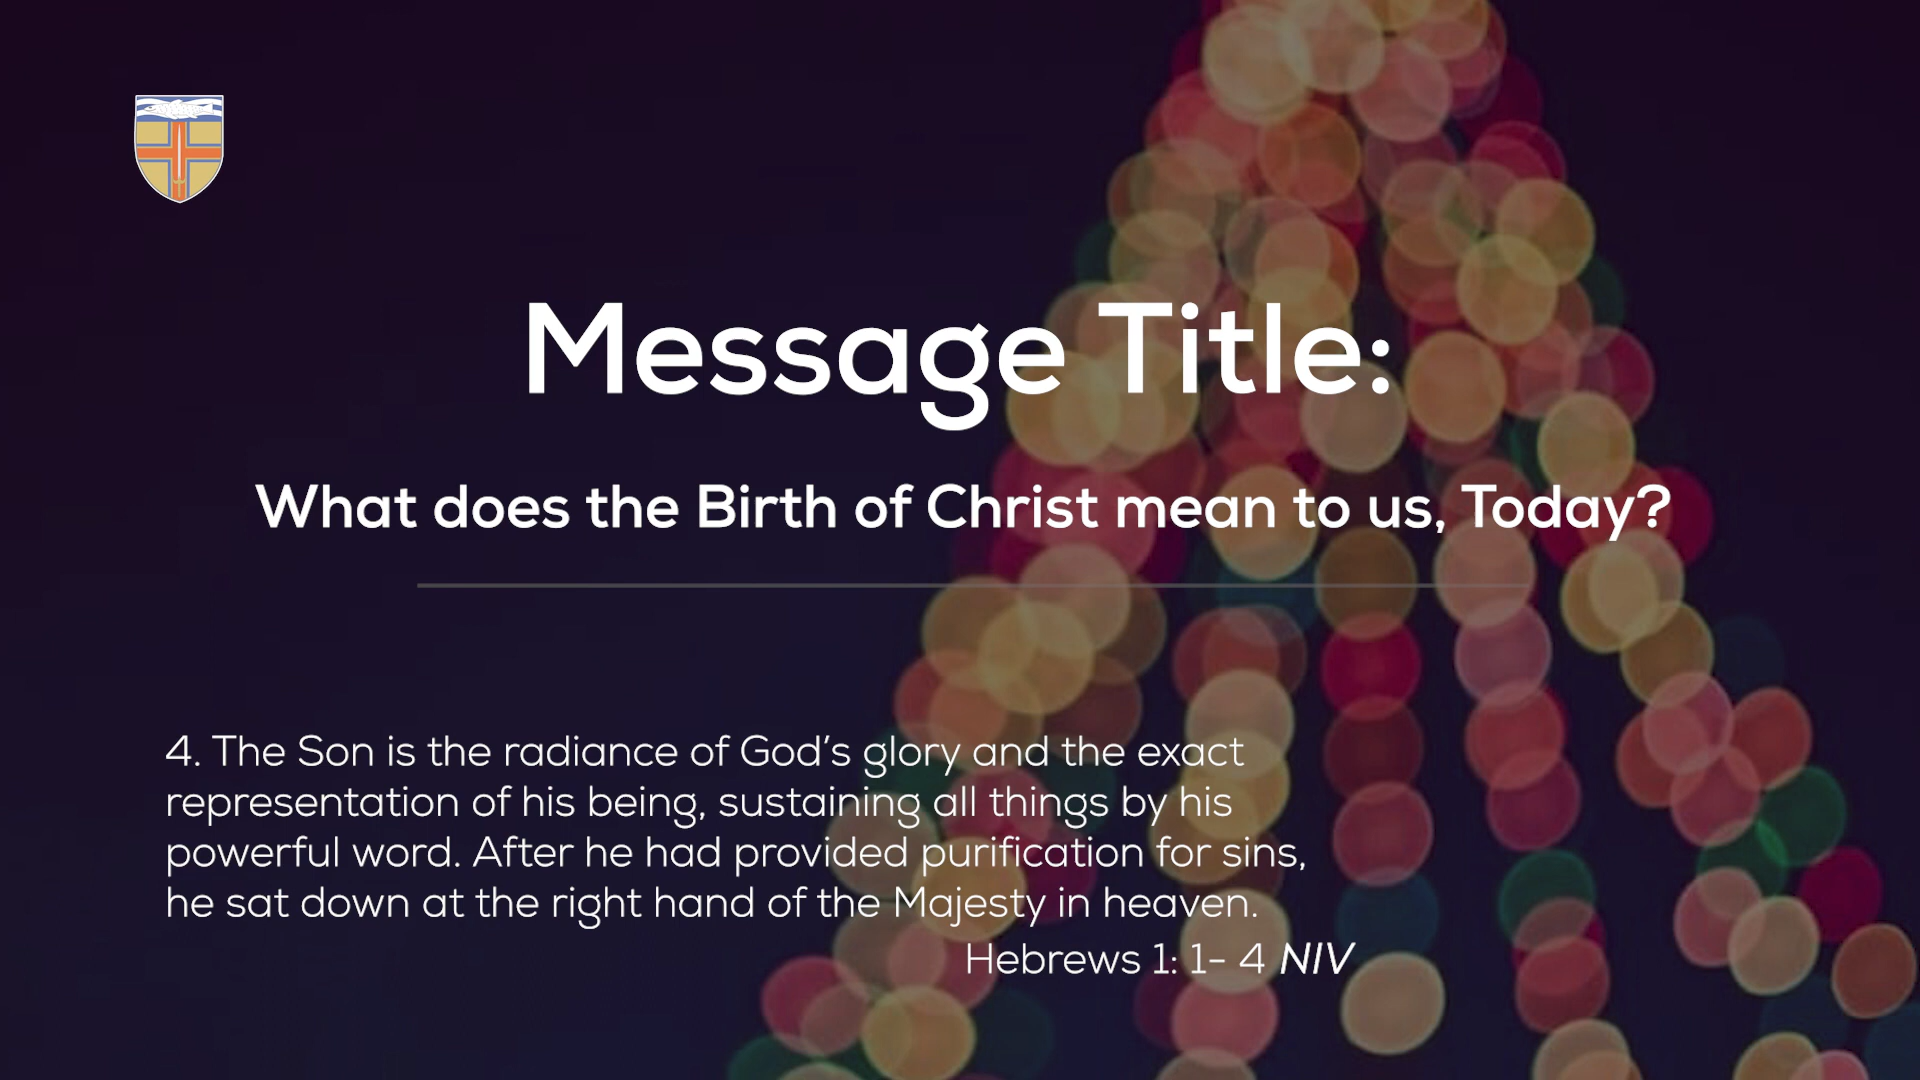 Message Title:
What does the Birth of Christ mean to us, Today?
4. The Son is the radiance of God’s glory and the exact
representation of his being, sustaining all things by his
powerful word. After he had provided purification for sins,
he sat down at the right hand of the Majesty in heaven.
Hebrews 1: 1- 4 NIV